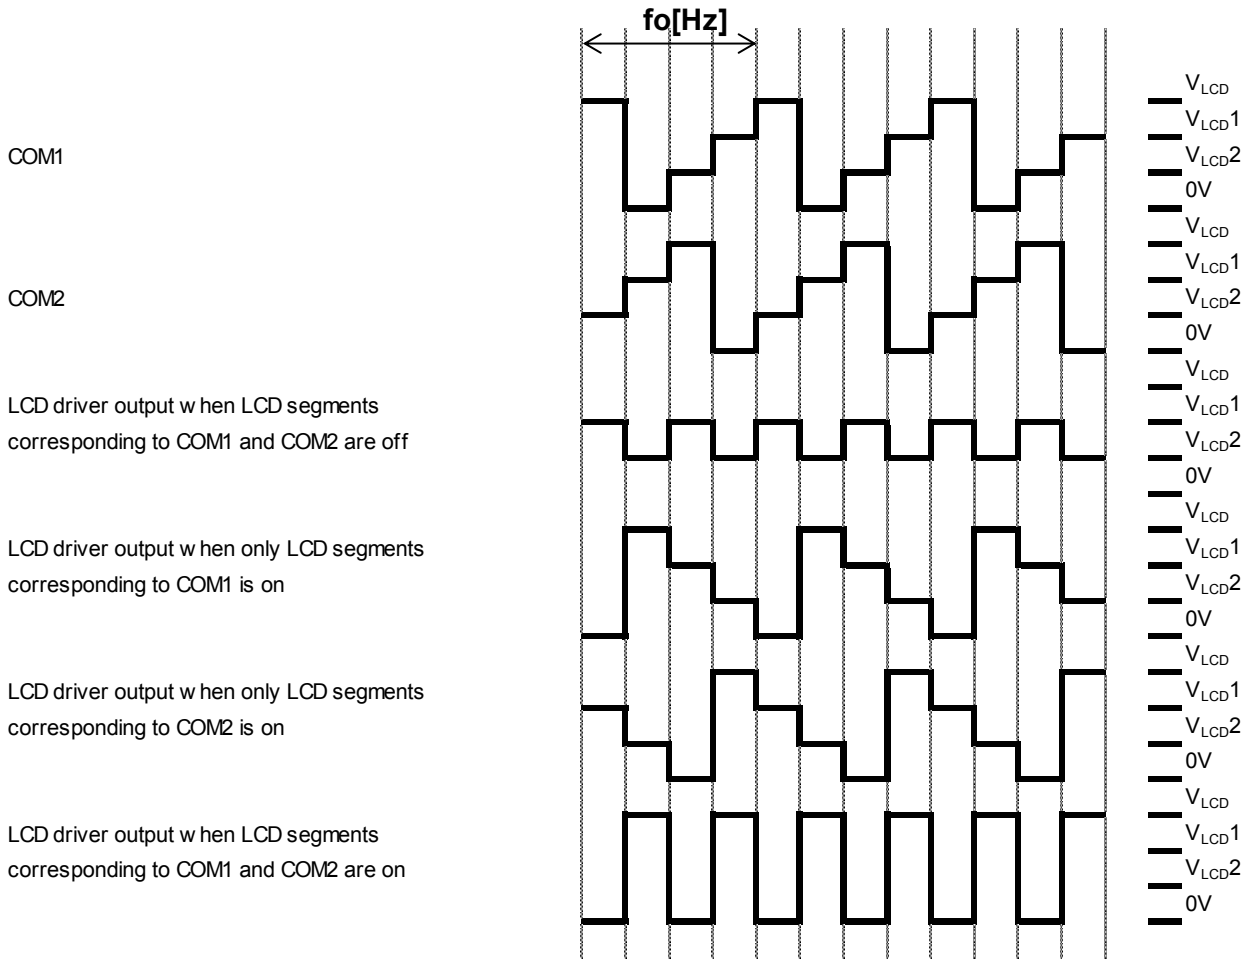 fo[Hz]
VLCD
VLCD1
COM1
VLCD2
0V
VLCD
VLCD1
COM2
VLCD2
0V
VLCD
LCD driver output w hen LCD segments
VLCD1
corresponding to COM1 and COM2 are off
VLCD2
0V
VLCD
LCD driver output w hen only LCD segments
VLCD1
corresponding to COM1 is on
VLCD2
0V
VLCD
LCD driver output w hen only LCD segments
VLCD1
corresponding to COM2 is on
VLCD2
0V
VLCD
LCD driver output w hen LCD segments
VLCD1
corresponding to COM1 and COM2 are on
VLCD2
0V